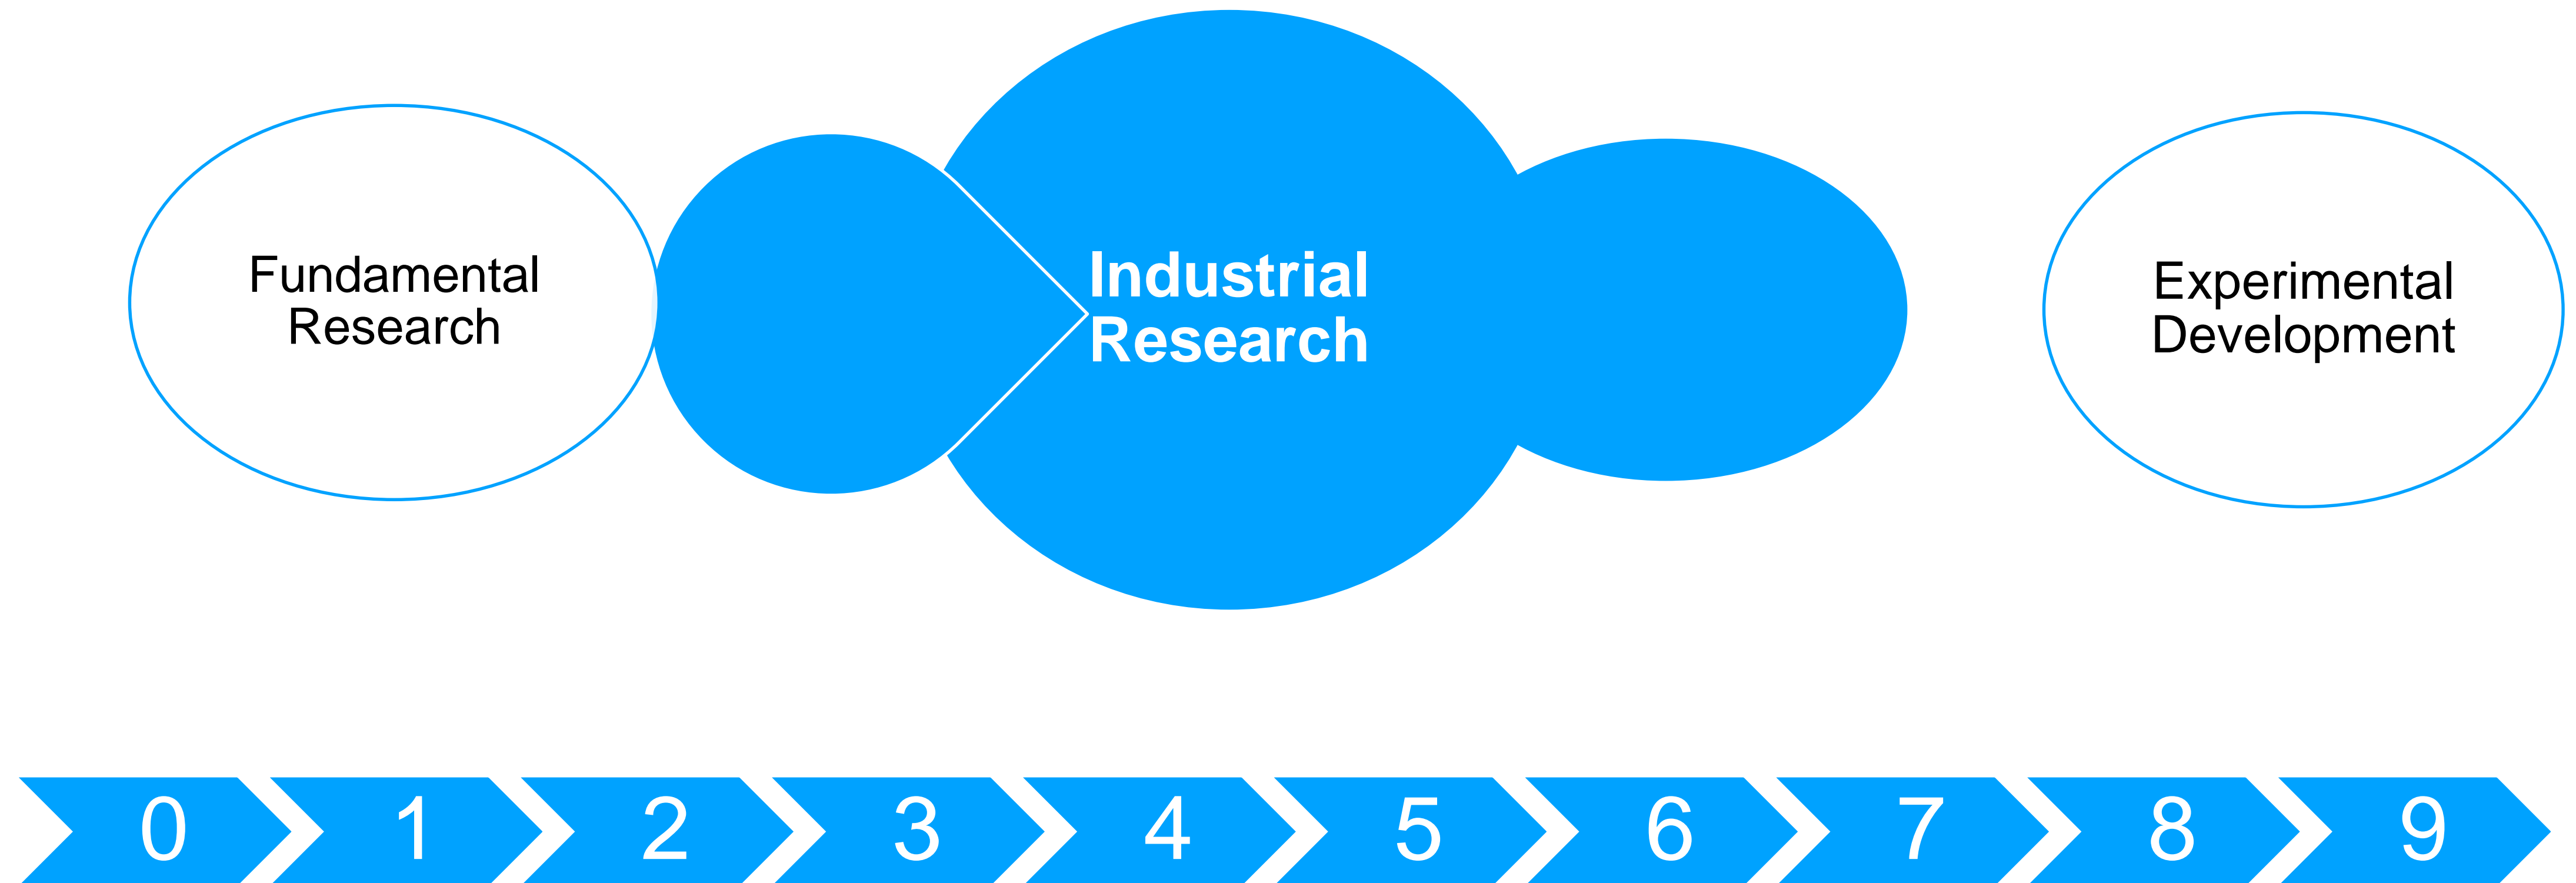 Fundamental
Research
Industrial
Research
Experimental
Development
0 1 2 3 4 5 6 7 8 9